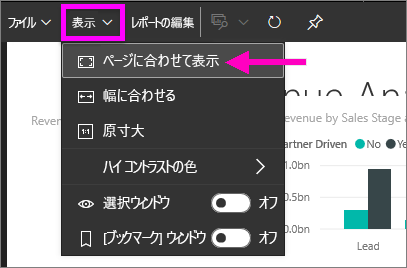 ファイル 表示 レポートの編集
ページに合わせて表示
幅に合わせる
1:1 原寸大
ハイ コントラストの色
選択ウィンドウ オフ
[ブックマーク] ウィンドウ オフ
enue by Sales Stage a
artner Driven No Ye
1.0bn
0.5bn
0.0bn
Lead